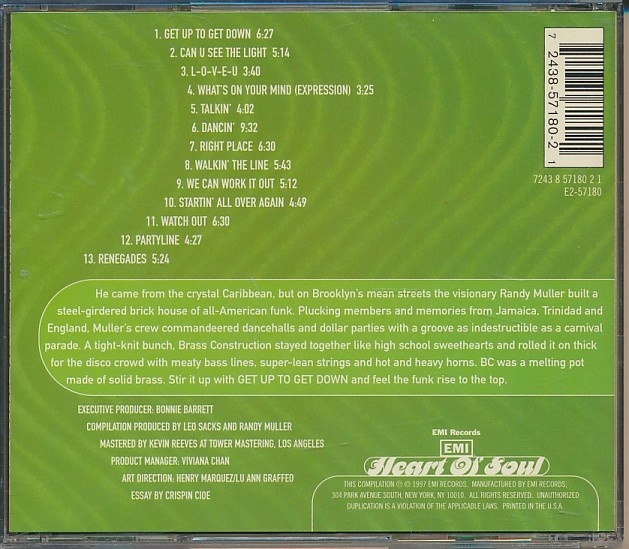 1. GET UP TO GET DOWN 6:27
2. CAN U SEE THE LIGHT 5:14
3. L-O-V-E-U 3:40
4. WHAT'S ON YOUR MIND (EXPRESSION) 3:25
5. TALKIN' 4:02
6. DANCIN' 9:32
7. RIGHT PLACE 6:30
8. WALKIN' THE LINE 5:43
9. WE CAN WORK IT OUT 5:12
10. STARTIN' ALL OVER AGAIN 4:49
11. WATCH OUT 6:30
12. PARTYLINE 4:27
13. RENEGADES 5:24
7 2438-57180-2 1
7243 8 57180 2 1
E2-57180
He came from the crystal Caribbean, but on Brooklyn's mean streets the visionary Randy Muller built a
steel-girdered brick house of all-American funk. Plucking members and memories from Jamaica, Trinidad and
England, Muller's crew commandeered dancehalls and dollar parties with a groove as indestructible as a carnival
parade. A tight-knit bunch, Brass Construction stayed together like high school sweethearts and rolled it on thick
for the disco crowd with meaty bass lines, super-lean strings and hot and heavy horns. BC was a melting pot
made of solid brass. Stir it up with GET UP TO GET DOWN and feel the funk rise to the top.
EXECUTIVE PRODUCER: BONNIE BARRETT
COMPILATION PRODUCED BY LEO SACKS AND RANDY MULLER
MASTERED BY KEVIN REEVES AT TOWER MASTERING, LOS ANGELES
PRODUCT MANAGER: VIVIANA CHAN
ART DIRECTION: HENRY MARQUEZ/LU ANN GRAFFEO
ESSAY BY CRISPIN CIOE
EMI Records
EMI
Heart Of Soul
THIS COMPILATION ℗ © 1997 EMI RECORDS. MANUFACTURED BY EMI RECORDS,
304 PARK AVENUE SOUTH, NEW YORK, NY 10010. ALL RIGHTS RESERVED. UNAUTHORIZED
DUPLICATION IS A VIOLATION OF THE APPLICABLE LAWS. PRINTED IN THE U.S.A.